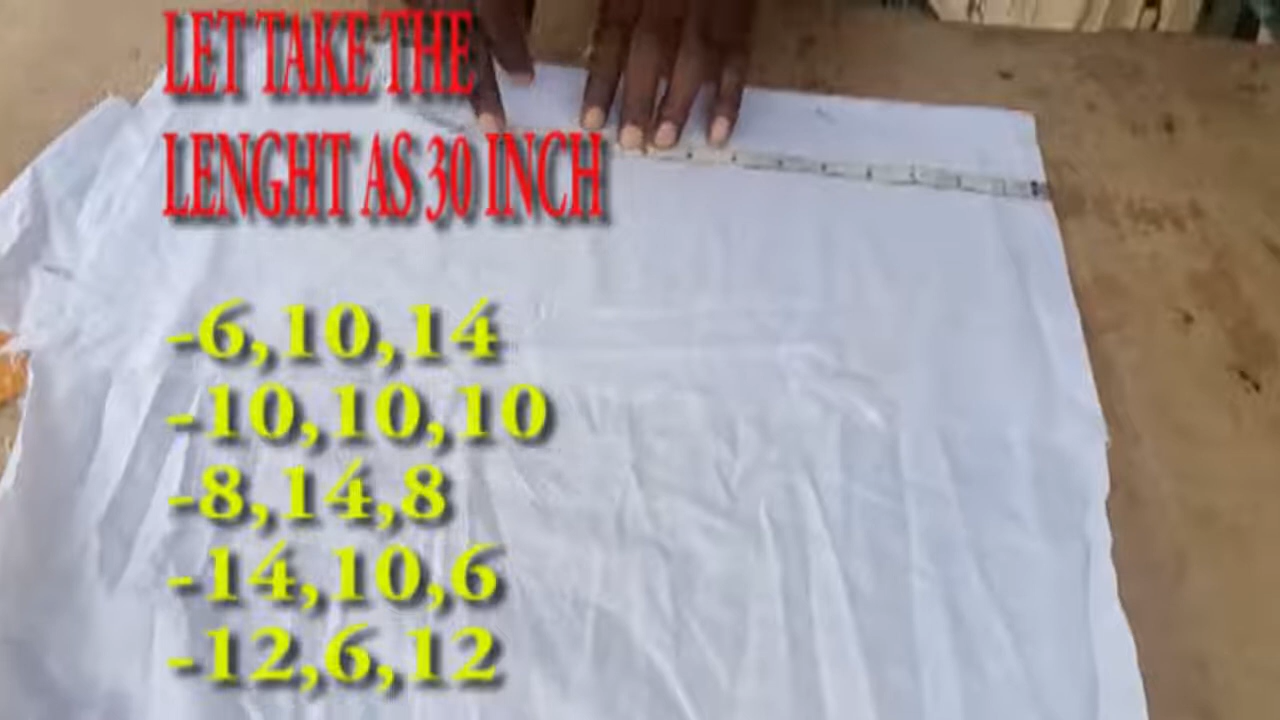 LET TAKE THE
LENGHT AS 30 INCH
-6,10,14
-10,10,10
-8,14,8
-14,10,6
-12,6,12